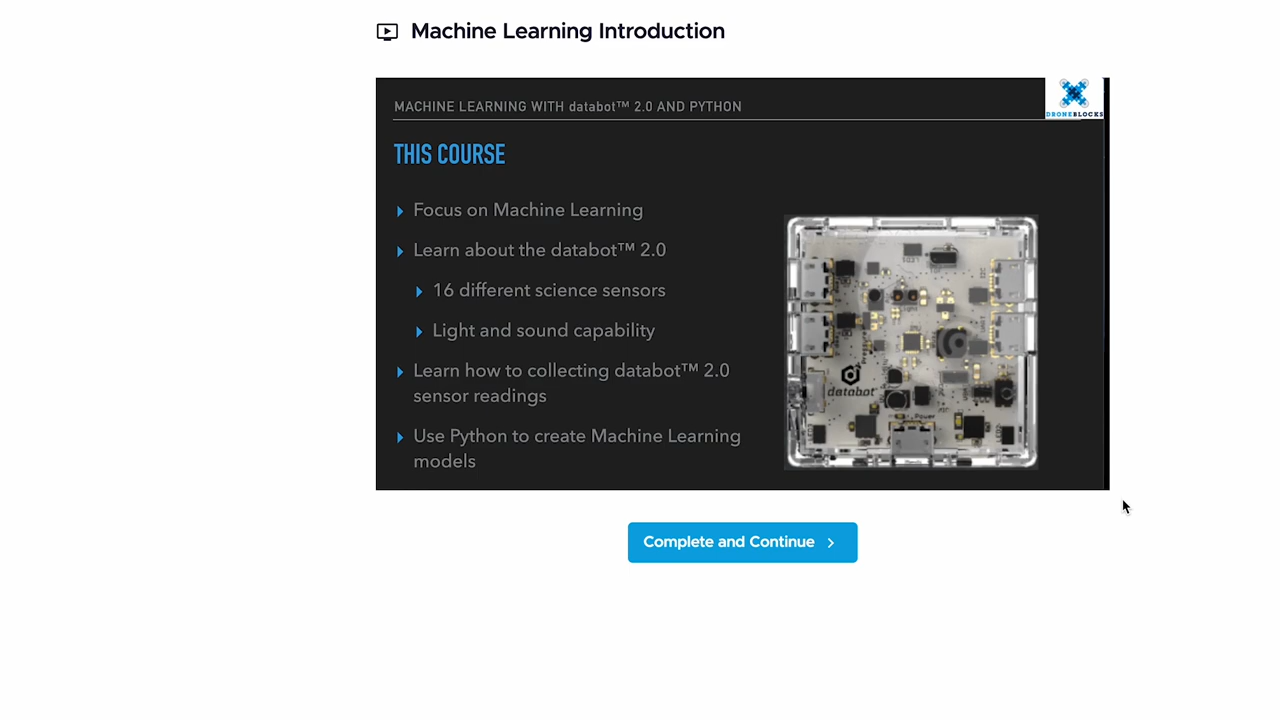 Machine Learning Introduction
MACHINE LEARNING WITH databot™ 2.0 AND PYTHON
DRONEBLOCKS
THIS COURSE
Focus on Machine Learning
Learn about the databot™ 2.0
16 different science sensors
Light and sound capability
Learn how to collecting databot™ 2.0
sensor readings
Use Python to create Machine Learning
models
databot
Power
Complete and Continue